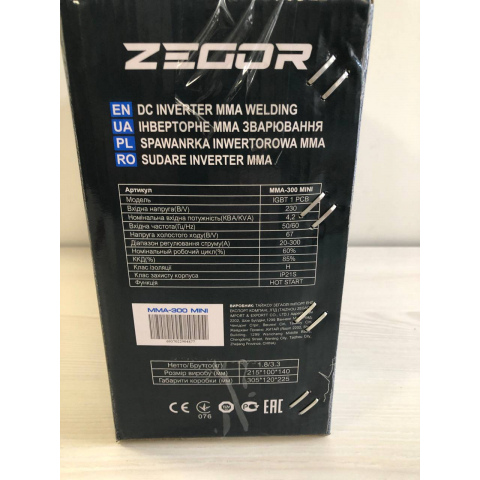 ZEGOR
EN DC INVERTER MMA WELDING
UA ІНВЕРТОРНЕ ММА ЗВАРЮВАННЯ
PL SPAWANRKA INWERTOROWA MMA
RO SUDARE INVERTER MMA
Артикул MMA-300 MINI
Модель IGBT 1 PCB
Вхідна напруга(В/V) 230
Номінальна вхідна потужність(КВА/KVA) 4,2
Вхідна частота(Гц/Hz) 50/60
Напруга холостого ходу(В/V) 67
Діапазон регулювання струму(А) 20-300
Номінальный робочий цикл(%) 60%
ККД(%) 85%
Клас ізоляції H
Клас захисту корпуса IP21S
Функція HOT START
MMA-300 MINI
Нетто/Брутто(кг) 1.8/3.3
Розмір виробу (мм) 215*100*140
Габарити коробки (мм) 305*120*225
CE 076 EAC